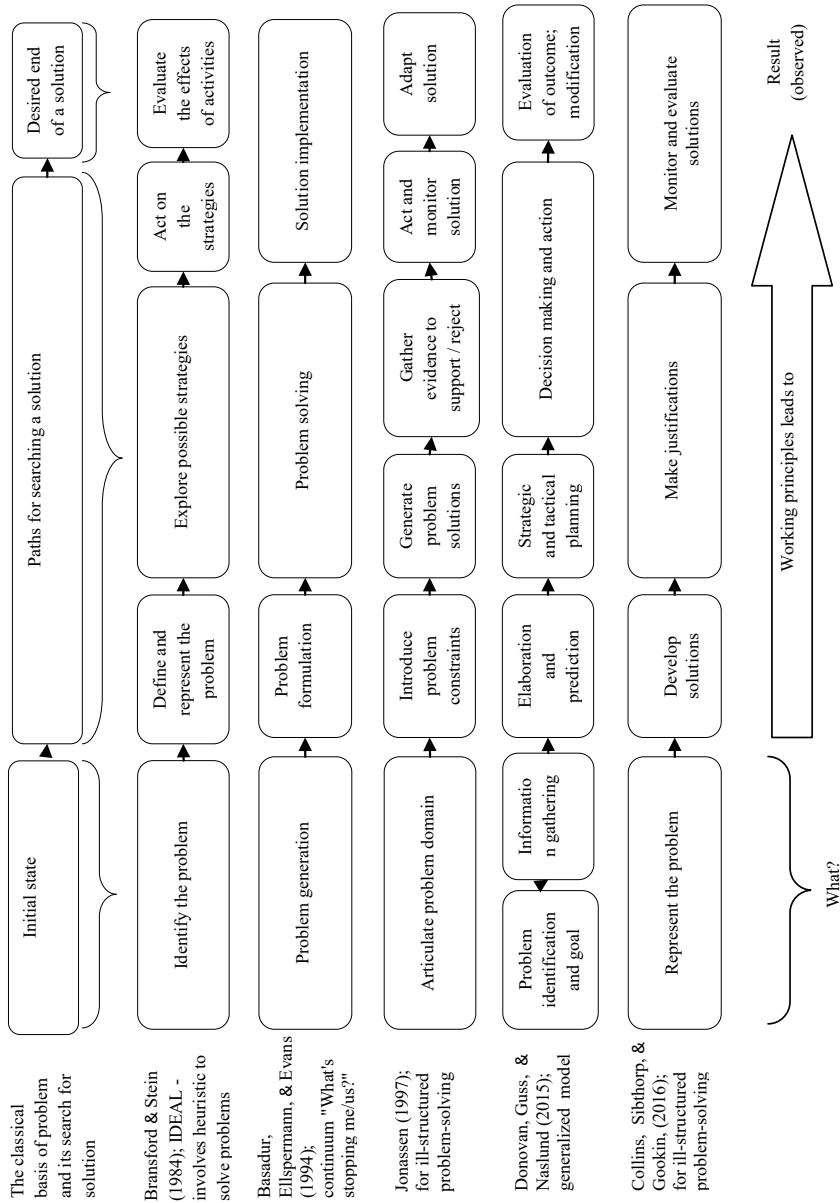 The classical
basis of problem
and its search for
solution
Initial state
Paths for searching a solution
Desired end
of a solution
Bransford & Stein
(1984); IDEAL -
involves heuristic to
solve problems
Identify the problem
Define and
represent the
problem
Explore possible strategies
Act on
the
strategies
Evaluate
the effects
of activities
Basadur,
Ellspermann, & Evans
(1994);
continuum "What's
stopping me/us?"
Problem generation
Problem
formulation
Problem solving
Solution implementation
Jonassen (1997);
for ill-structured
problem-solving
Articulate problem domain
Introduce
problem
constraints
Generate
problem
solutions
Gather
evidence to
support / reject
Act and
monitor
solution
Adapt
solution
Donovan, Guss, &
Naslund (2015);
generalized model
Problem
identification
and goal
Informatio
n gathering
Elaboration
and
prediction
Strategic
and tactical
planning
Decision making and action
Evaluation
of outcome;
modification
Collins, Sibthorp, &
Gookin, (2016);
for ill-structured
problem-solving
Represent the problem
Develop
solutions
Make justifications
Monitor and evaluate
solutions
What?
Working principles leads to
Result
(observed)